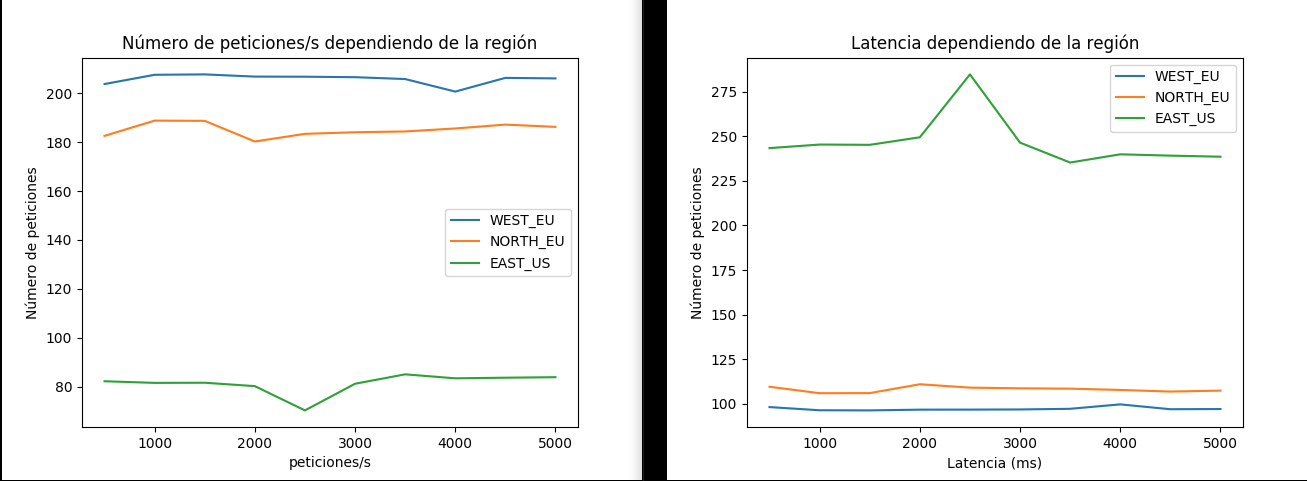 Número de peticiones/s dependiendo de la región
Número de peticiones
200
180
160
140
120
100
80
WEST_EU
NORTH_EU
EAST_US
1000 2000 3000 4000 5000
peticiones/s
Latencia dependiendo de la región
Número de peticiones
275
250
225
200
175
150
125
100
WEST_EU
NORTH_EU
EAST_US
1000 2000 3000 4000 5000
Latencia (ms)